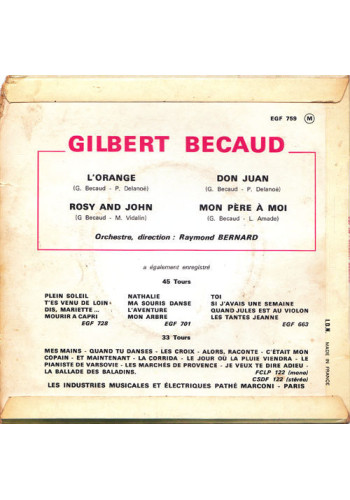 EGF 759 M
GILBERT BECAUD
L'ORANGE
(G. Becaud - P. Delanoë)
DON JUAN
(G. Becaud - P. Delanoë)
ROSY AND JOHN
(G Becaud - M. Vidalin)
MON PÈRE À MOI
(G. Becaud - L. Amade)
Orchestre, direction : Raymond BERNARD
a également enregistré
45 Tours
PLEIN SOLEIL
T'ES VENU DE LOIN
DIS, MARIETTE ...
MOURIR A CAPRI
EGF 728
NATHALIE
MA SOURIS DANSE
L'AVENTURE
MON ARBRE
EGF 701
TOI
SI J'AVAIS UNE SEMAINE
QUAND JULES EST AU VIOLON
LES TANTES JEANNE
EGF 663
33 Tours
MES MAINS - QUAND TU DANSES - LES CROIX - ALORS, RACONTE - C'ÉTAIT MON
COPAIN - ET MAINTENANT - LA CORRIDA - LE JOUR OÙ LA PLUIE VIENDRA - LE
PIANISTE DE VARSOVIE - LES MARCHÉS DE PROVENCE - JE VEUX TE DIRE ADIEU -
LA BALLADE DES BALADINS.
FCLP 122 (mono)
CSDF 122 (stéréo)
LES INDUSTRIES MUSICALES ET ÉLECTRIQUES PATHÉ MARCONI - PARIS
MADE IN FRANCE